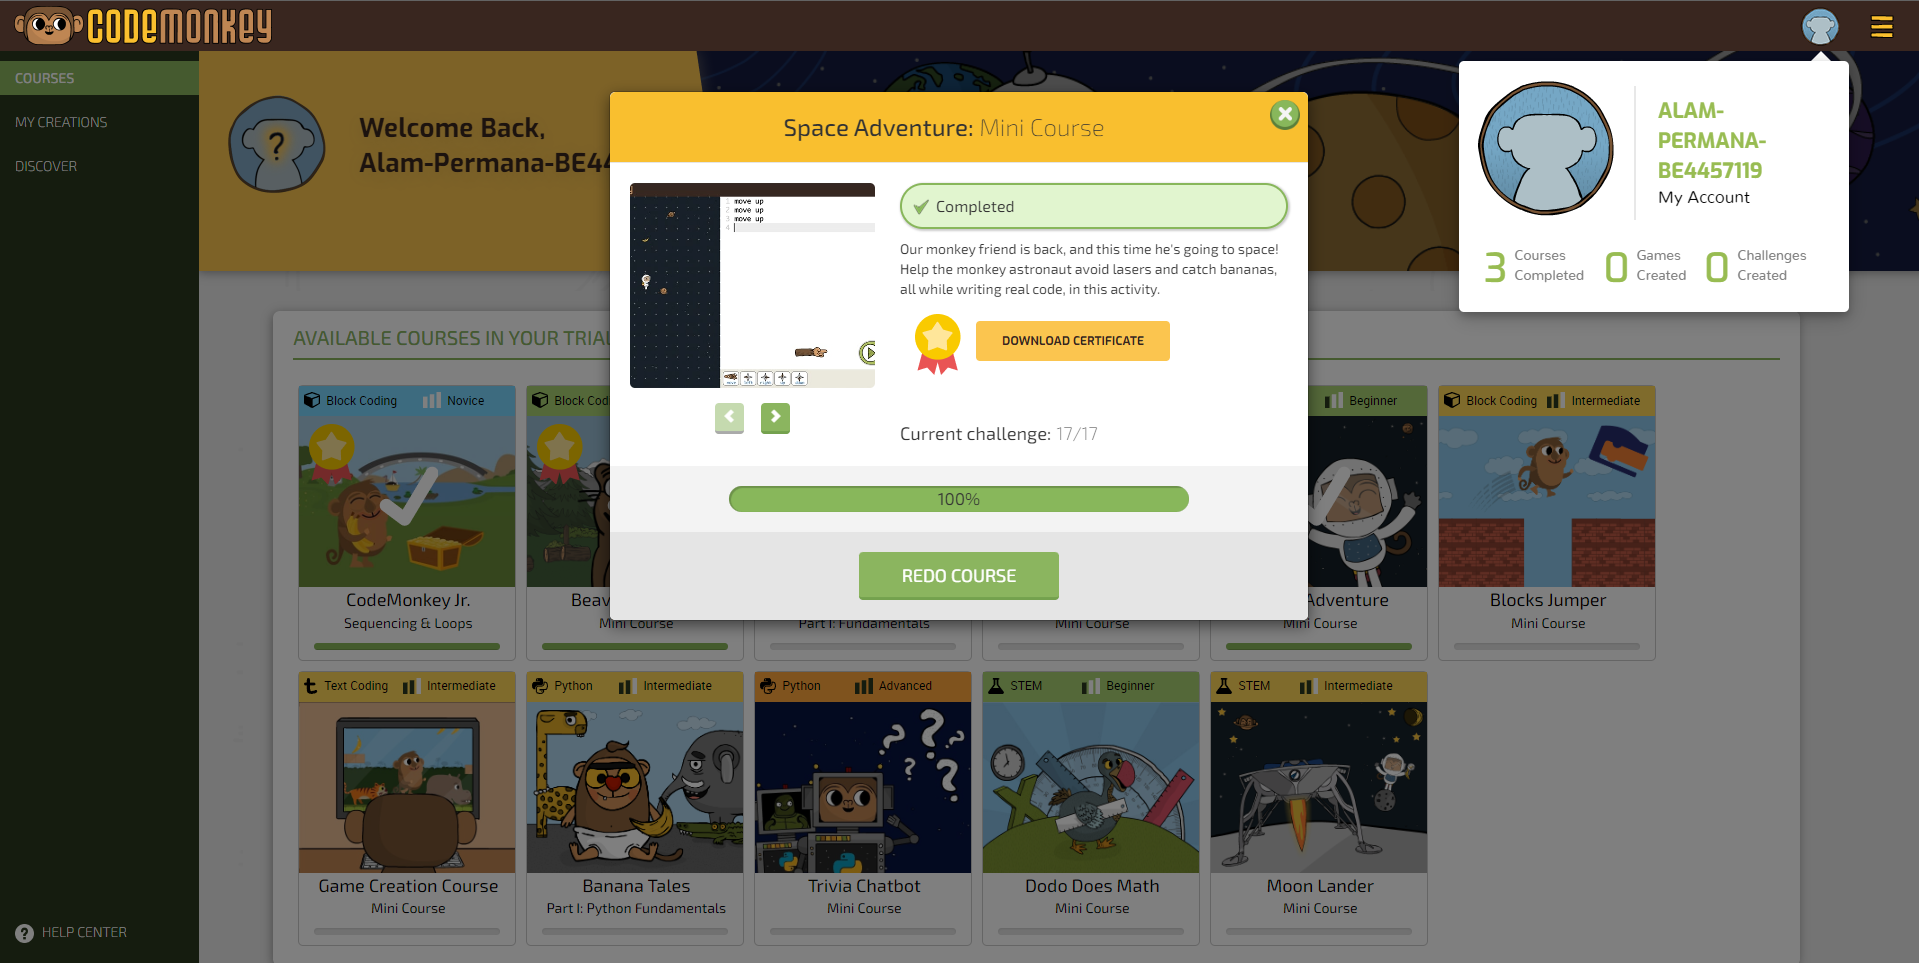 CODEMONKEY
COURSES
MY CREATIONS
DISCOVER
HELP CENTER
Welcome Back,
Alam-Permana-BE44
ALAM-
PERMANA-
BE4457119
My Account
3 Courses Completed
0 Games Created
0 Challenges Created
Space Adventure: Mini Course
1 move up
2 move up
3 move up
4
Completed
Our monkey friend is back, and this time he's going to space!
Help the monkey astronaut avoid lasers and catch bananas,
all while writing real code, in this activity.
DOWNLOAD CERTIFICATE
Current challenge: 17/17
100%
REDO COURSE
AVAILABLE COURSES IN YOUR TRIAL
Block Coding Novice
CodeMonkey Jr.
Sequencing & Loops
Block Cod
Beav
Mini Course
Part I: Fundamentals
Mini Course
Beginner
Adventure
Mini Course
Block Coding Intermediate
Blocks Jumper
Mini Course
Text Coding Intermediate
Game Creation Course
Mini Course
Python Intermediate
Banana Tales
Part I: Python Fundamentals
Python Advanced
Trivia Chatbot
Mini Course
STEM Beginner
Dodo Does Math
Mini Course
STEM Intermediate
Moon Lander
Mini Course